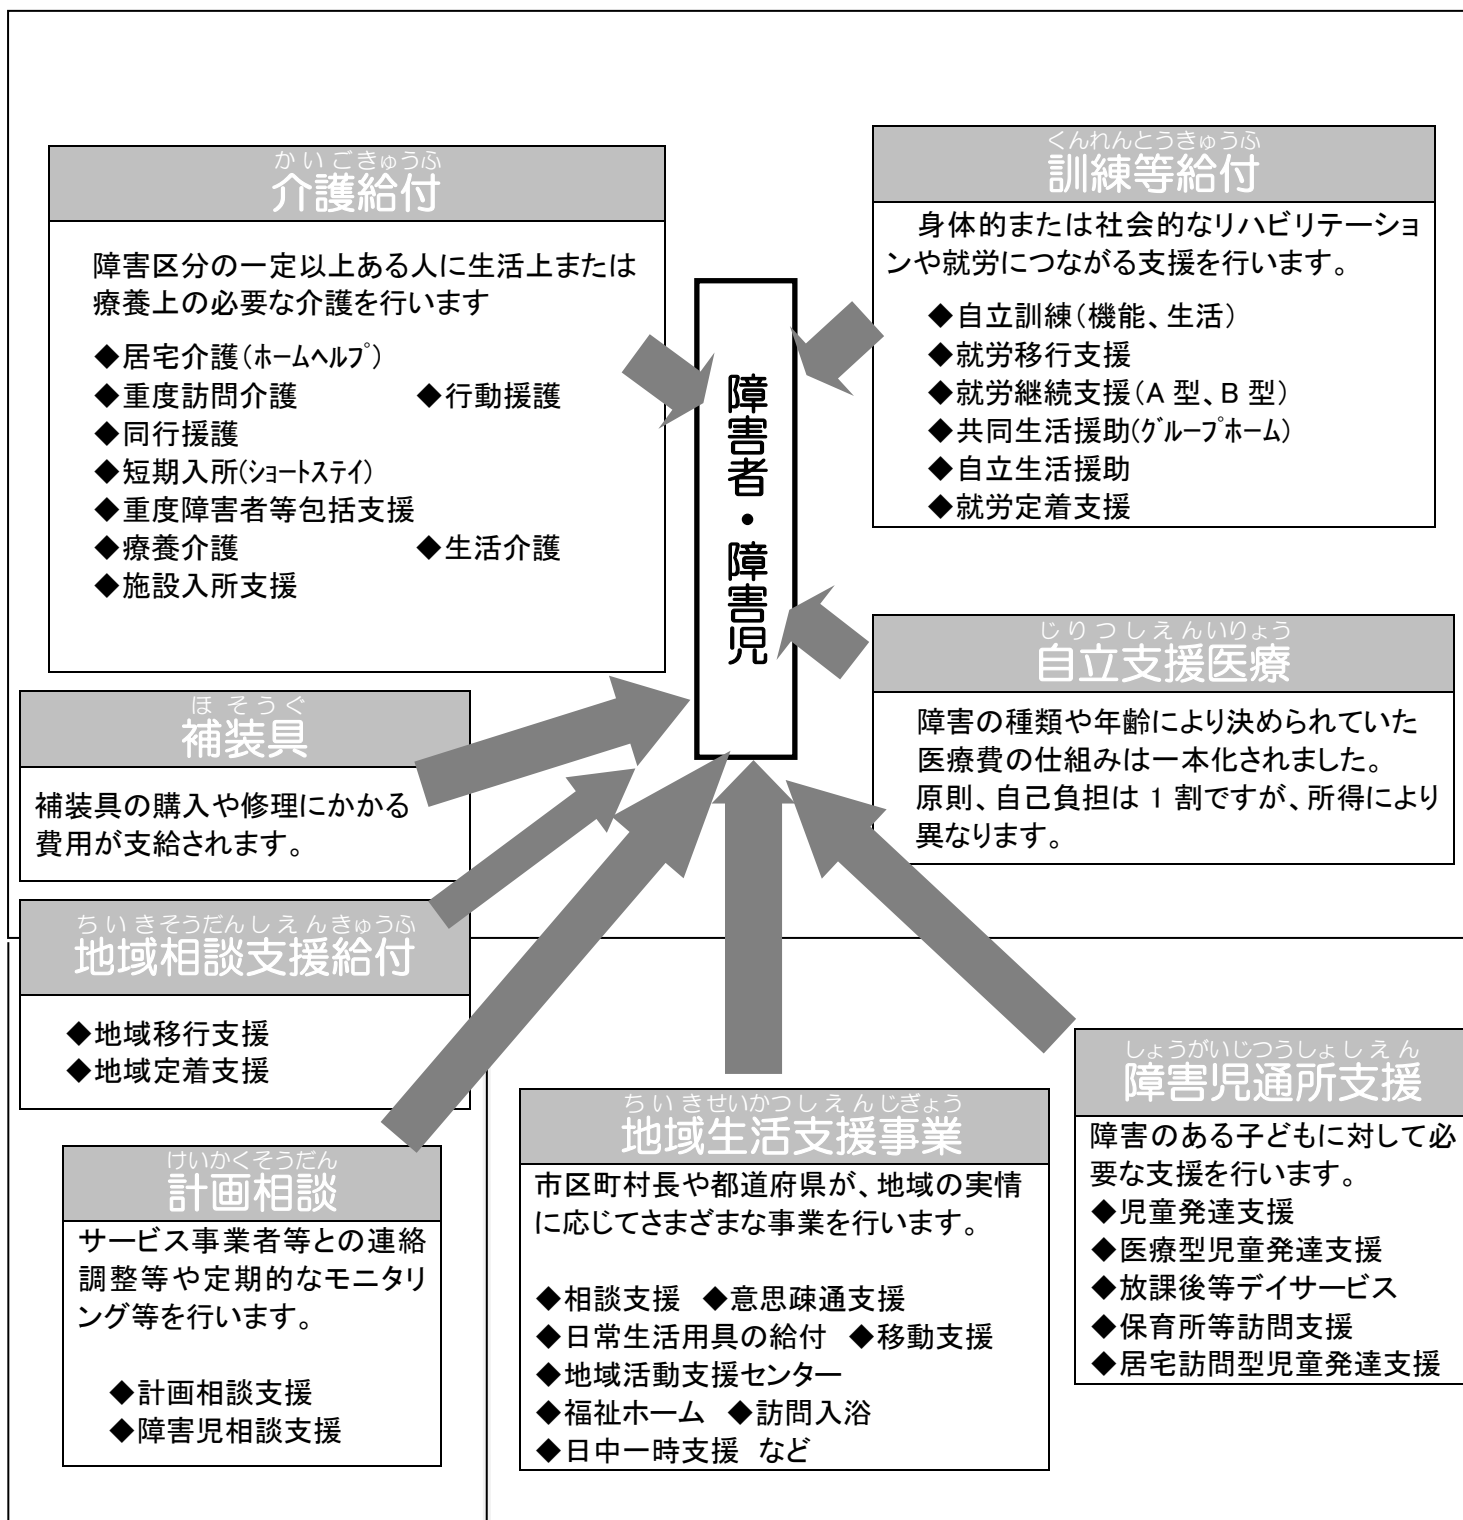 かいごきゅうふ
介護給付
障害区分の一定以上ある人に生活上または
療養上の必要な介護を行います
◆居宅介護(ホームヘルプ)
◆重度訪問介護 ◆行動援護
◆同行援護
◆短期入所(ショートステイ)
◆重度障害者等包括支援
◆療養介護 ◆生活介護
◆施設入所支援
くんれんとうきゅうふ
訓練等給付
身体的または社会的なリハビリテーショ
ンや就労につながる支援を行います。
◆自立訓練(機能、生活)
◆就労移行支援
◆就労継続支援(A 型、B 型)
◆共同生活援助(グループホーム)
◆自立生活援助
◆就労定着支援
障害者・障害児
じりつしえんいりょう
自立支援医療
障害の種類や年齢により決められていた
医療費の仕組みは一本化されました。
原則、自己負担は 1 割ですが、所得により
異なります。
ほそうぐ
補装具
補装具の購入や修理にかかる
費用が支給されます。
ちいきそうだんしえんきゅうふ
地域相談支援給付
◆地域移行支援
◆地域定着支援
けいかくそうだん
計画相談
サービス事業者等との連絡
調整等や定期的なモニタリ
ング等を行います。
◆計画相談支援
◆障害児相談支援
ちいきせいかつしえんじぎょう
地域生活支援事業
市区町村長や都道府県が、地域の実情
に応じてさまざまな事業を行います。
◆相談支援 ◆意思疎通支援
◆日常生活用具の給付 ◆移動支援
◆地域活動支援センター
◆福祉ホーム ◆訪問入浴
◆日中一時支援 など
しょうがいじつうしょしえん
障害児通所支援
障害のある子どもに対して必
要な支援を行います。
◆児童発達支援
◆医療型児童発達支援
◆放課後等デイサービス
◆保育所等訪問支援
◆居宅訪問型児童発達支援